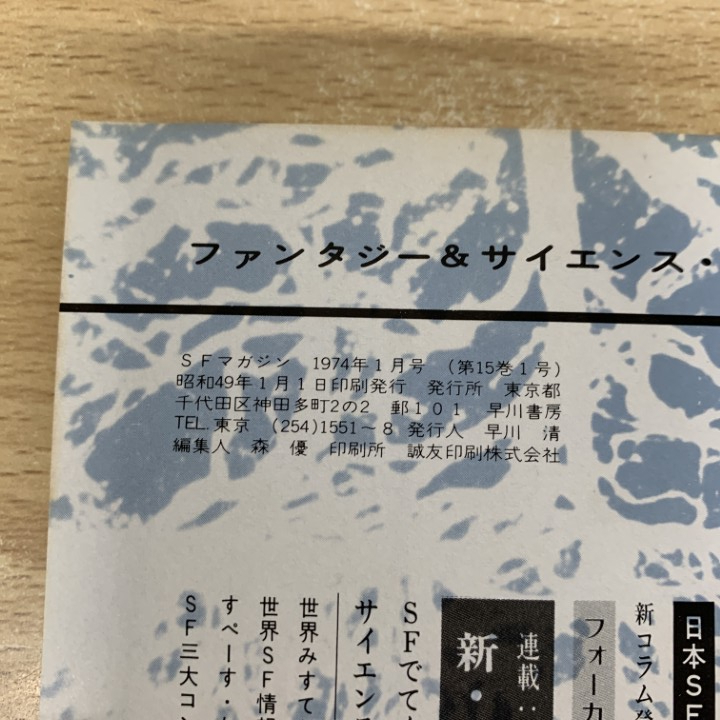 ファンタジー&サイエンス・
SFマガジン 1974年1月号 (第15巻1号)
昭和49年1月1日印刷発行 発行所 東京都
千代田区神田多町2の2 郵101 早川書房
TEL.東京 (254)1551〜8 発行人 早川 清
編集人 森 優 印刷所 誠友印刷株式会社
日本SF
新コラム登
フォーカ
連載:
新・
SFでて
サイエンス
世界みすて
世界SF情報
すぺーす・
SF三大コン